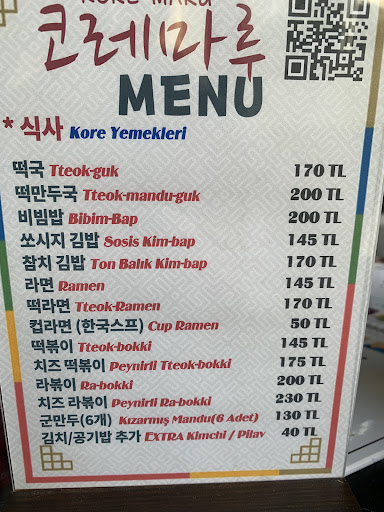 KORE MARU
코레마루
MENU
* 식사 Kore Yemekleri
떡국 Tteok-guk 170 TL
떡만두국 Tteok-mandu-guk 200 TL
비빔밥 Bibim-Bap 200 TL
쏘시지 김밥 Sosis Kim-bap 145 TL
참치 김밥 Ton Balık Kim-bap 170 TL
라면 Ramen 145 TL
떡라면 Tteok-Ramen 170 TL
컵라면 (한국스프) Cup Ramen 50 TL
떡볶이 Tteok-bokki 145 TL
치즈 떡볶이 Peynirli Tteok-bokki 175 TL
라볶이 Ra-bokki 200 TL
치즈 라볶이 Peynirli Ra-bokki 230 TL
군만두(6개) Kızarmış Mandu(6 Adet) 130 TL
김치/공기밥 추가 EXTRA Kimchi / Pilav 40 TL